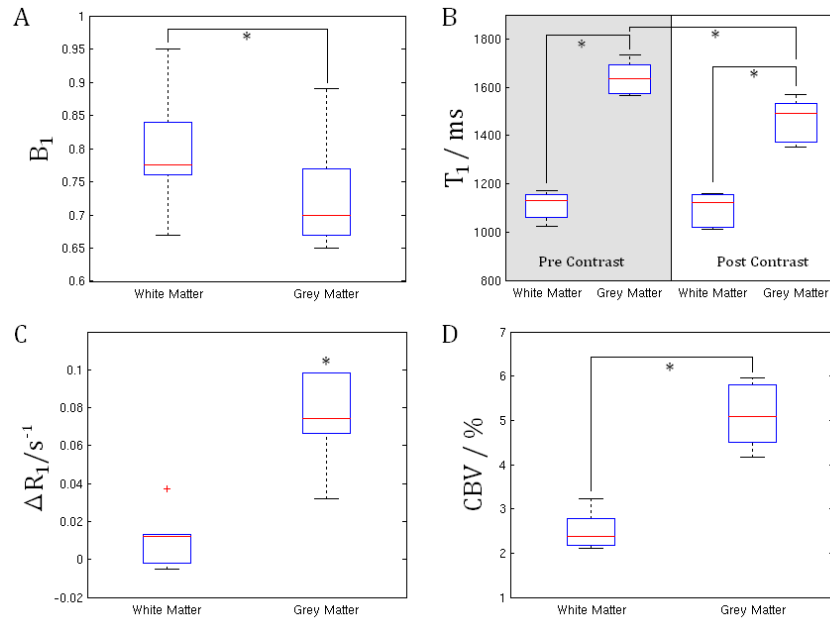 A
B₁
1
0.95
0.9
0.85
0.8
0.75
0.7
0.65
0.6
*
White Matter Grey Matter
B
T₁ / ms
1800
1600
1400
1200
1000
800
* * *
Pre Contrast Post Contrast
White Matter Grey Matter White Matter Grey Matter
C
ΔR₁/s⁻¹
0.1
0.08
0.06
0.04
0.02
0
-0.02
*
White Matter Grey Matter
D
CBV / %
7
6
5
4
3
2
1
*
White Matter Grey Matter